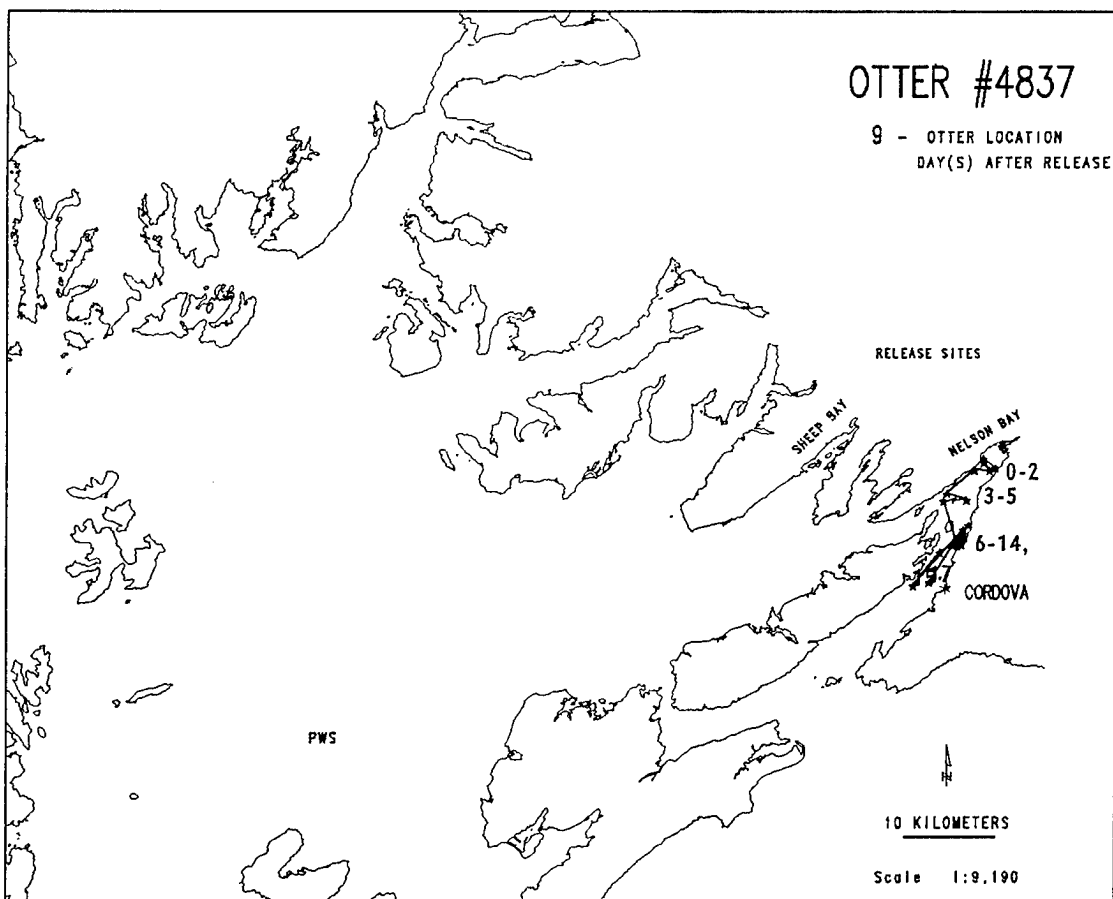 OTTER #4837
9 - OTTER LOCATION
DAY(S) AFTER RELEASE
RELEASE SITES
SHEEP BAY
NELSON BAY
0-2
3-5
6-14,
CORDOVA
PWS
N
10 KILOMETERS
Scale 1:9,190